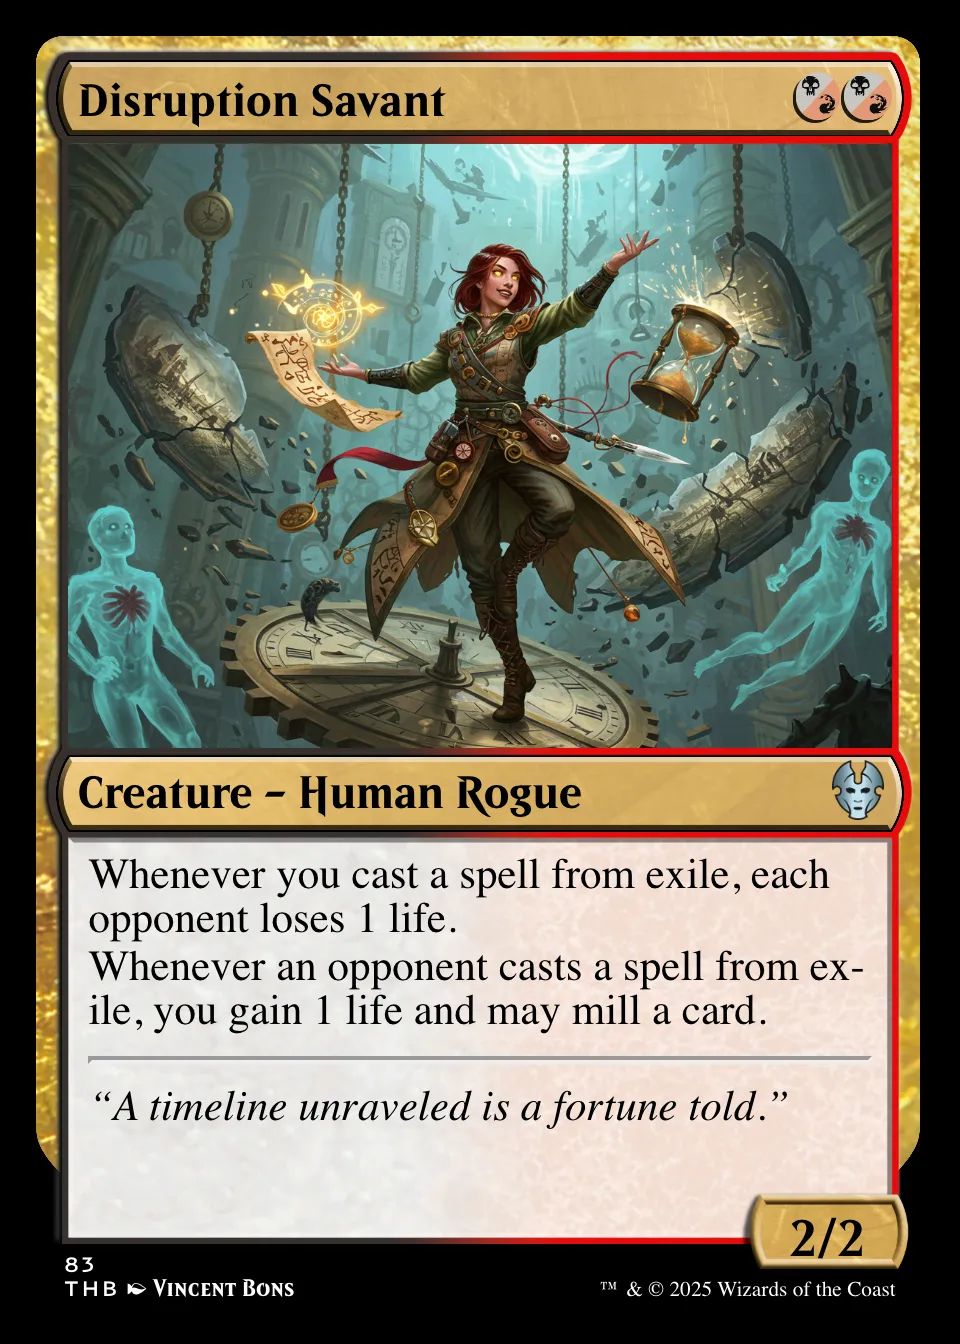 Disruption Savant
Creature – Human Rogue
Whenever you cast a spell from exile, each
opponent loses 1 life.
Whenever an opponent casts a spell from ex-
ile, you gain 1 life and may mill a card.
“A timeline unraveled is a fortune told.”
2/2
83
THB Vincent Bons
™ & © 2025 Wizards of the Coast